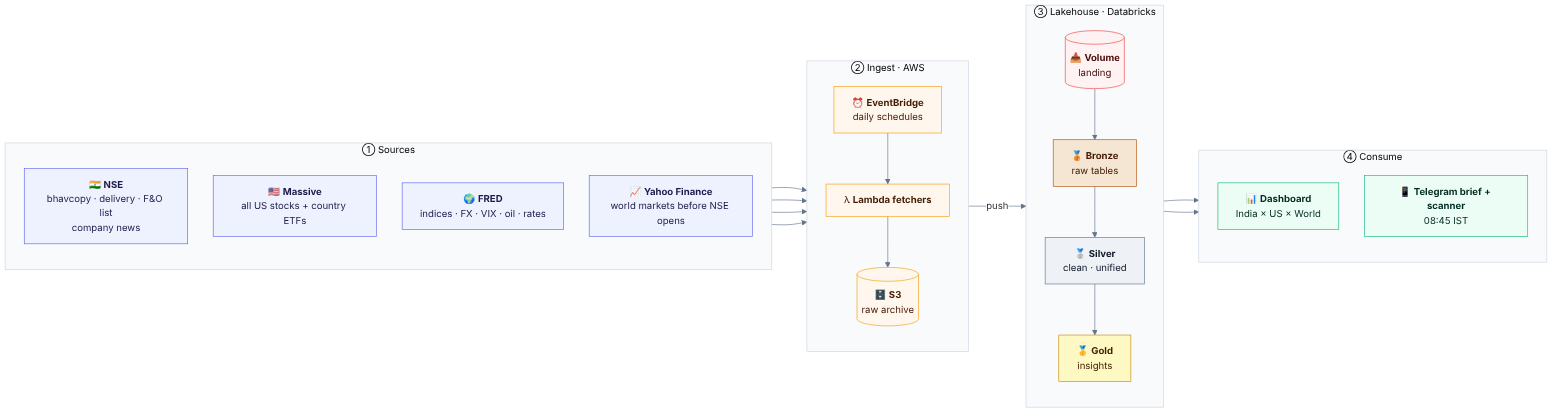 ① Sources
🇮🇳 NSE
bhavcopy · delivery · F&O
list
company news
🇺🇸 Massive
all US stocks + country
ETFs
🌍 FRED
indices · FX · VIX · oil · rates
📈 Yahoo Finance
world markets before NSE
opens
② Ingest · AWS
⏰ EventBridge
daily schedules
λ Lambda fetchers
🗄️ S3
raw archive
push
③ Lakehouse · Databricks
📥 Volume
landing
🥉 Bronze
raw tables
🥈 Silver
clean · unified
🥇 Gold
insights
④ Consume
📊 Dashboard
India × US × World
📱 Telegram brief +
scanner
08:45 IST